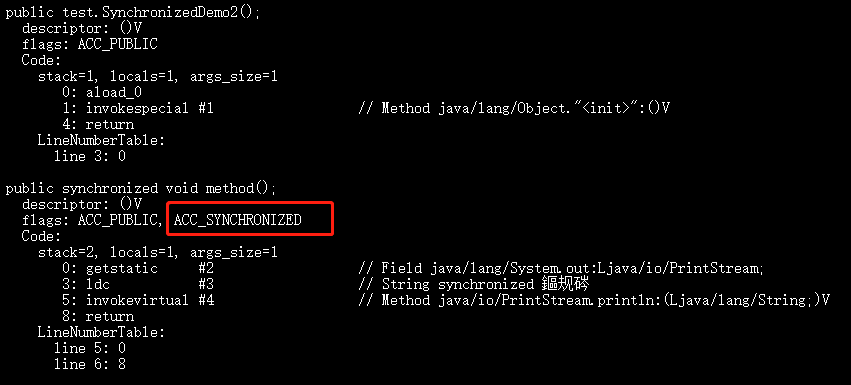 public test.SynchronizedDemo2();
descriptor: ()V
flags: ACC_PUBLIC
Code:
stack=1, locals=1, args_size=1
0: aload_0
1: invokespecial #1 // Method java/lang/Object."<init>":()V
4: return
LineNumberTable:
line 3: 0
public synchronized void method();
descriptor: ()V
flags: ACC_PUBLIC, ACC_SYNCHRONIZED
Code:
stack=2, locals=1, args_size=1
0: getstatic #2 // Field java/lang/System.out:Ljava/io/PrintStream;
3: ldc #3 // String synchronized 鏂规硶
5: invokevirtual #4 // Method java/io/PrintStream.println:(Ljava/lang/String;)V
8: return
LineNumberTable:
line 5: 0
line 6: 8